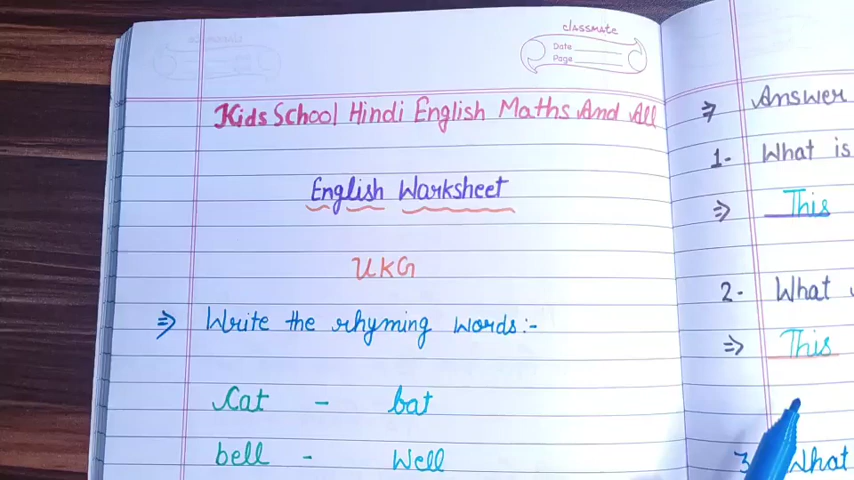 classmate
Date
Page
Kids School Hindi English Maths And All
English Worksheet
UKG
⇒ Write the rhyming words:-
Cat - bat
bell - Well
⇒ Answer
1- What is
⇒ This
2- What
⇒ This
3 What